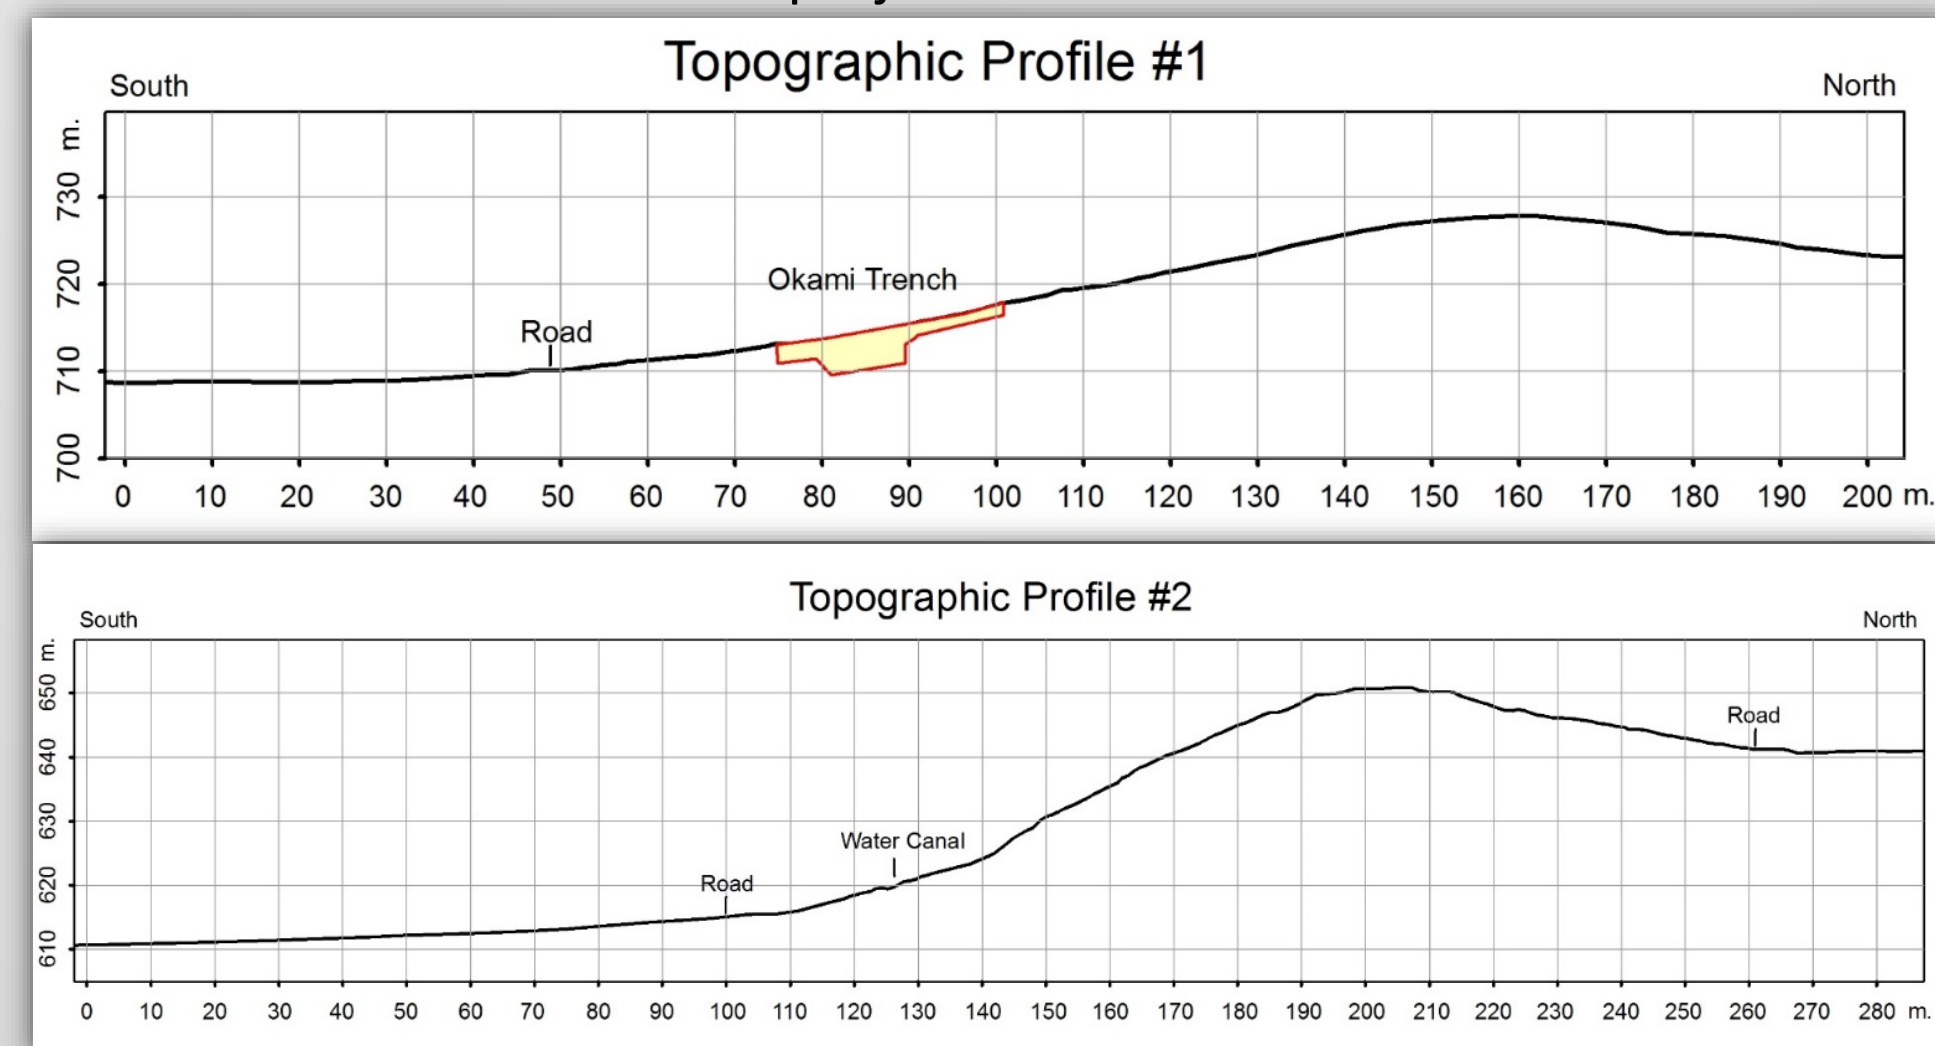 Topographic Profile #1
South
North
m.
730
720
710
700
Okami Trench
Road
0 10 20 30 40 50 60 70 80 90 100 110 120 130 140 150 160 170 180 190 200 m.
Topographic Profile #2
South
North
m.
650
640
630
620
610
Road
Water Canal
Road
0 10 20 30 40 50 60 70 80 90 100 110 120 130 140 150 160 170 180 190 200 210 220 230 240 250 260 270 280 m.